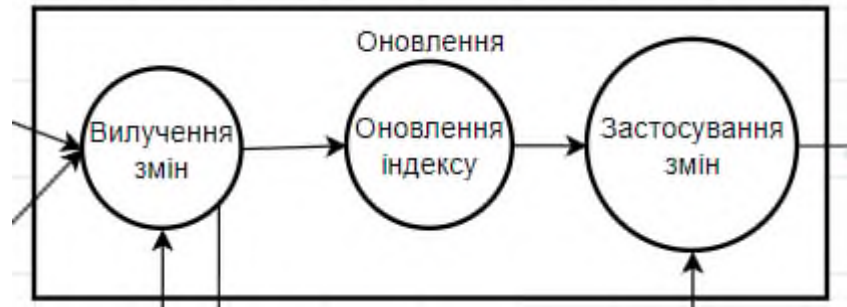 Оновлення
Вилучення
змін
Оновлення
індексу
Застосування
змін